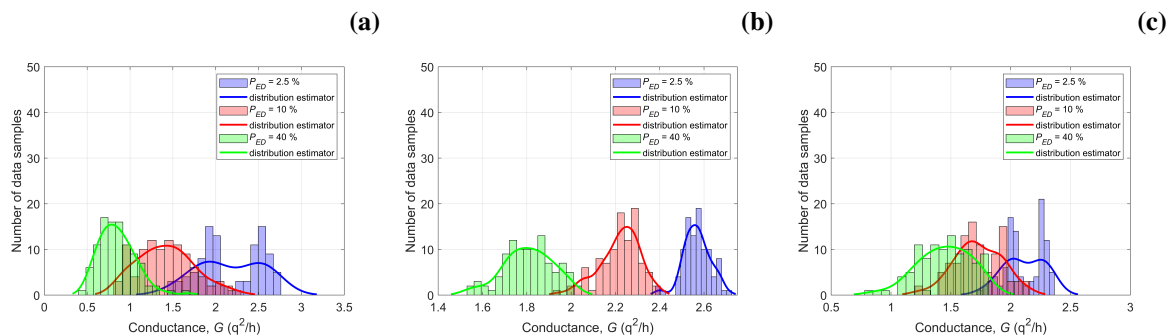 (a)
(b)
(c)
50
40
30
20
10
0
Number of data samples
P_ED = 2.5 %
distribution estimator
P_ED = 10 %
distribution estimator
P_ED = 40 %
distribution estimator
0 0.5 1 1.5 2 2.5 3 3.5
Conductance, G (q²/h)
50
40
30
20
10
0
Number of data samples
P_ED = 2.5 %
distribution estimator
P_ED = 10 %
distribution estimator
P_ED = 40 %
distribution estimator
1.4 1.6 1.8 2 2.2 2.4 2.6
Conductance, G (q²/h)
50
40
30
20
10
0
Number of data samples
P_ED = 2.5 %
distribution estimator
P_ED = 10 %
distribution estimator
P_ED = 40 %
distribution estimator
0.5 1 1.5 2 2.5 3
Conductance, G (q²/h)